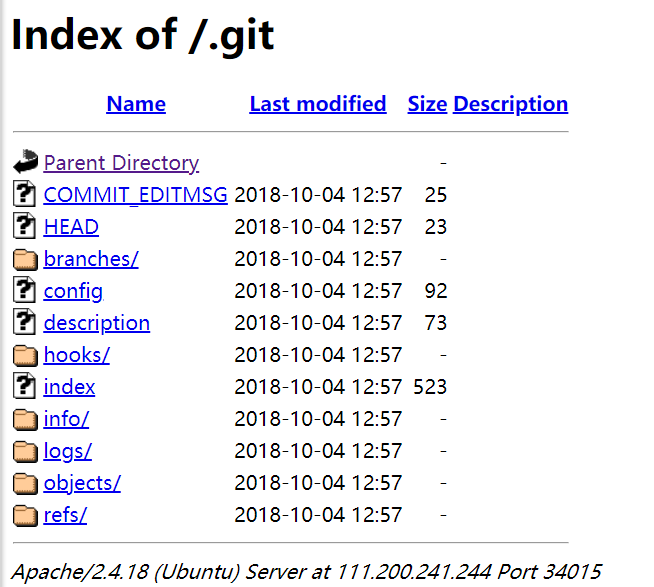 Index of /.git
Name Last modified Size Description
Parent Directory -
COMMIT_EDITMSG 2018-10-04 12:57 25
HEAD 2018-10-04 12:57 23
branches/ 2018-10-04 12:57 -
config 2018-10-04 12:57 92
description 2018-10-04 12:57 73
hooks/ 2018-10-04 12:57 -
index 2018-10-04 12:57 523
info/ 2018-10-04 12:57 -
logs/ 2018-10-04 12:57 -
objects/ 2018-10-04 12:57 -
refs/ 2018-10-04 12:57 -
Apache/2.4.18 (Ubuntu) Server at 111.200.241.244 Port 34015